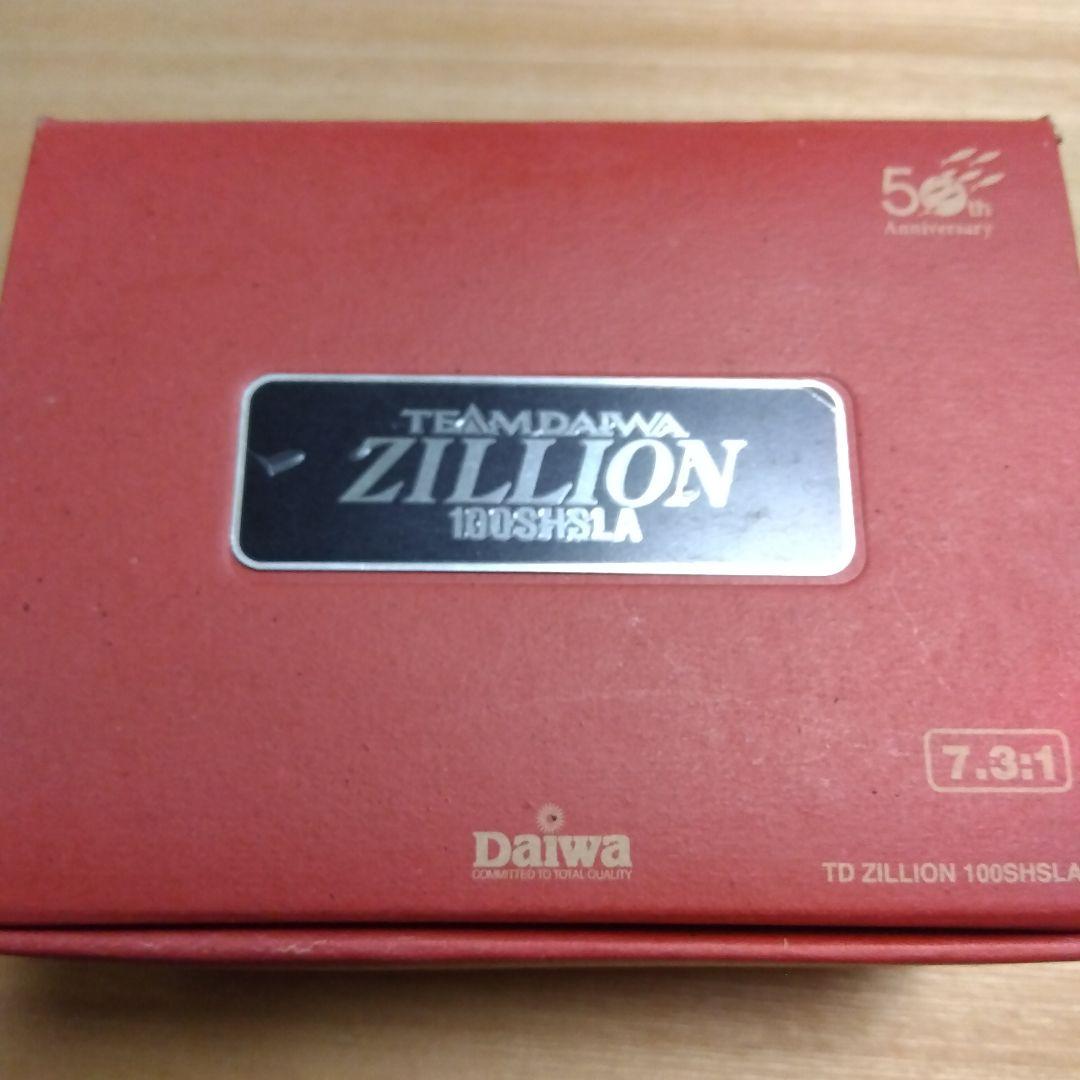 50th
Anniversary
TEAM DAIWA
ZILLION
100SHSLA
7.3:1
Daiwa
COMMITTED TO TOTAL QUALITY
TD ZILLION 100SHSLA